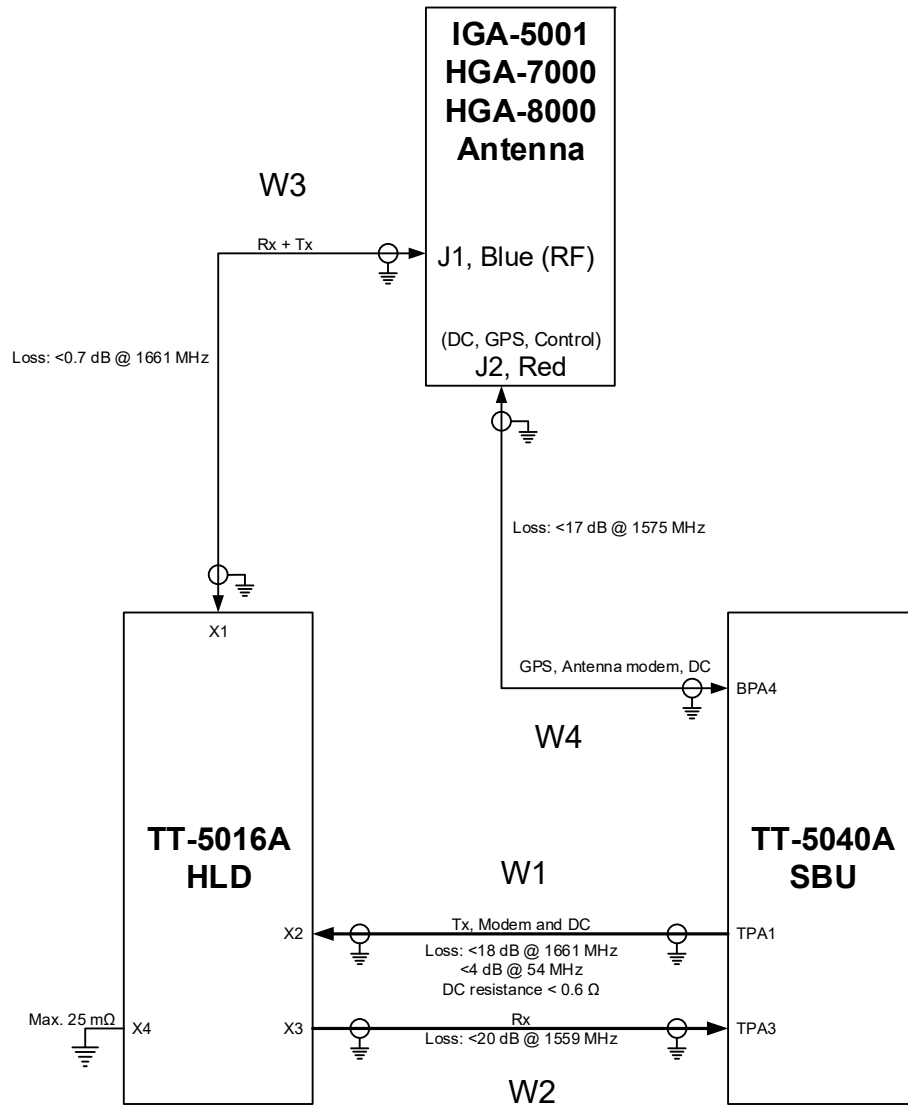 IGA-5001
HGA-7000
HGA-8000
Antenna
W3
Rx + Tx
J1, Blue (RF)
(DC, GPS, Control)
J2, Red
Loss: <0.7 dB @ 1661 MHz
Loss: <17 dB @ 1575 MHz
X1
GPS, Antenna modem, DC
BPA4
W4
TT-5016A
HLD
TT-5040A
SBU
W1
X2
Tx, Modem and DC
TPA1
Loss: <18 dB @ 1661 MHz
<4 dB @ 54 MHz
DC resistance < 0.6 Ω
Max. 25 mΩ
X4
X3
Rx
TPA3
Loss: <20 dB @ 1559 MHz
W2